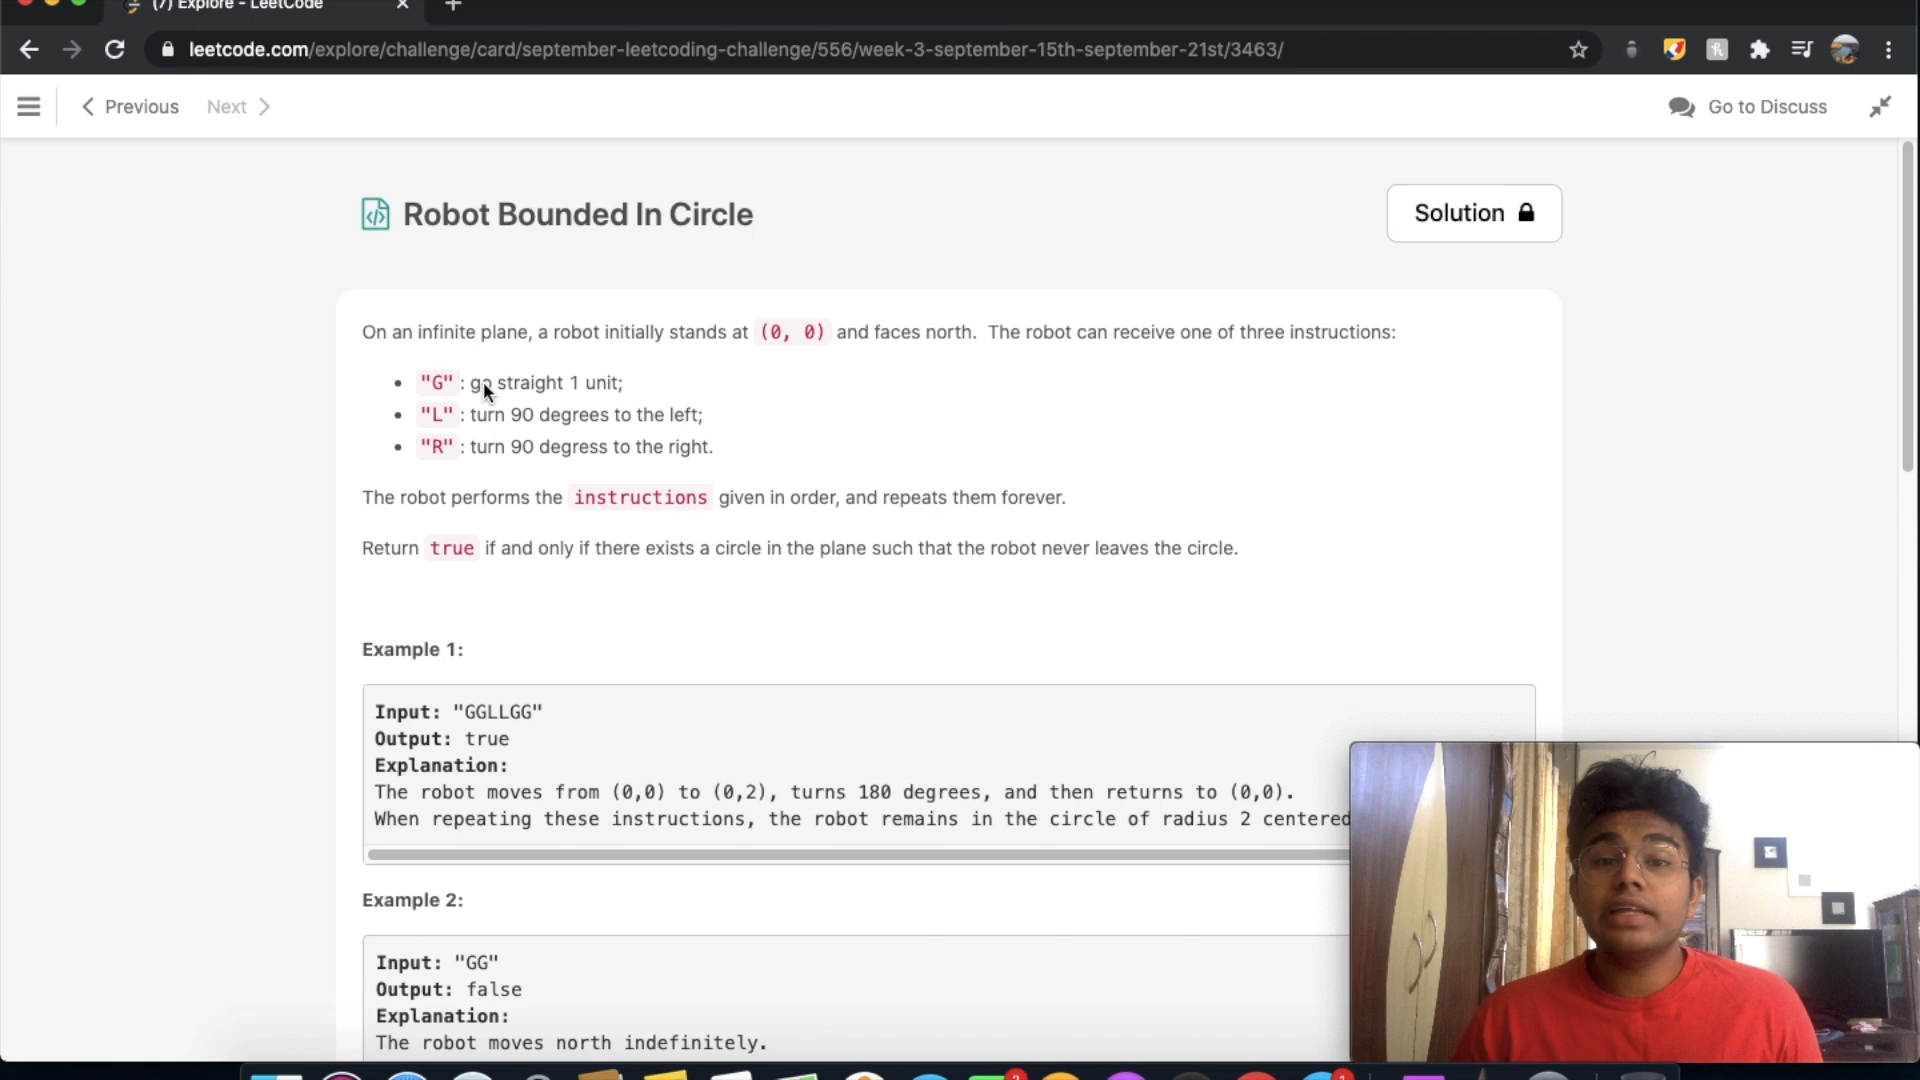 (7) Explore - LeetCode
leetcode.com/explore/challenge/card/september-leetcoding-challenge/556/week-3-september-15th-september-21st/3463/
Previous Next Go to Discuss
Robot Bounded In Circle
Solution
On an infinite plane, a robot initially stands at (0, 0) and faces north. The robot can receive one of three instructions:
"G": go straight 1 unit;
"L": turn 90 degrees to the left;
"R": turn 90 degress to the right.
The robot performs the instructions given in order, and repeats them forever.
Return true if and only if there exists a circle in the plane such that the robot never leaves the circle.
Example 1:
Input: "GGLLGG"
Output: true
Explanation:
The robot moves from (0,0) to (0,2), turns 180 degrees, and then returns to (0,0).
When repeating these instructions, the robot remains in the circle of radius 2 centered
Example 2:
Input: "GG"
Output: false
Explanation:
The robot moves north indefinitely.